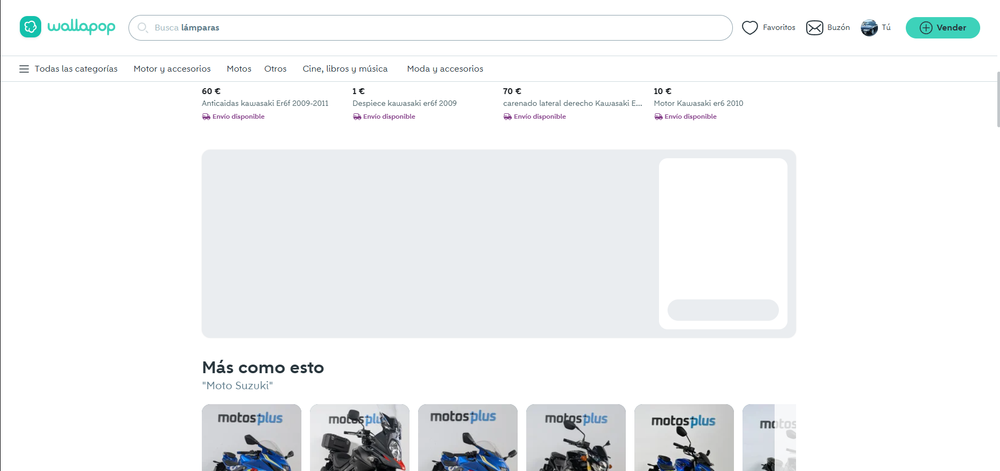 wallapop
Busca lámparas
Favoritos
Buzón
Tú
Vender
Todas las categorías
Motor y accesorios
Motos
Otros
Cine, libros y música
Moda y accesorios
60 €
Anticaidas kawasaki Er6f 2009-2011
Envío disponible
1 €
Despiece kawasaki er6f 2009
Envío disponible
70 €
carenado lateral derecho Kawasaki E...
Envío disponible
10 €
Motor Kawasaki er6 2010
Envío disponible
Más como esto
"Moto Suzuki"
motosplus
motosplu
motosplus
motosplus
motosplus
motos